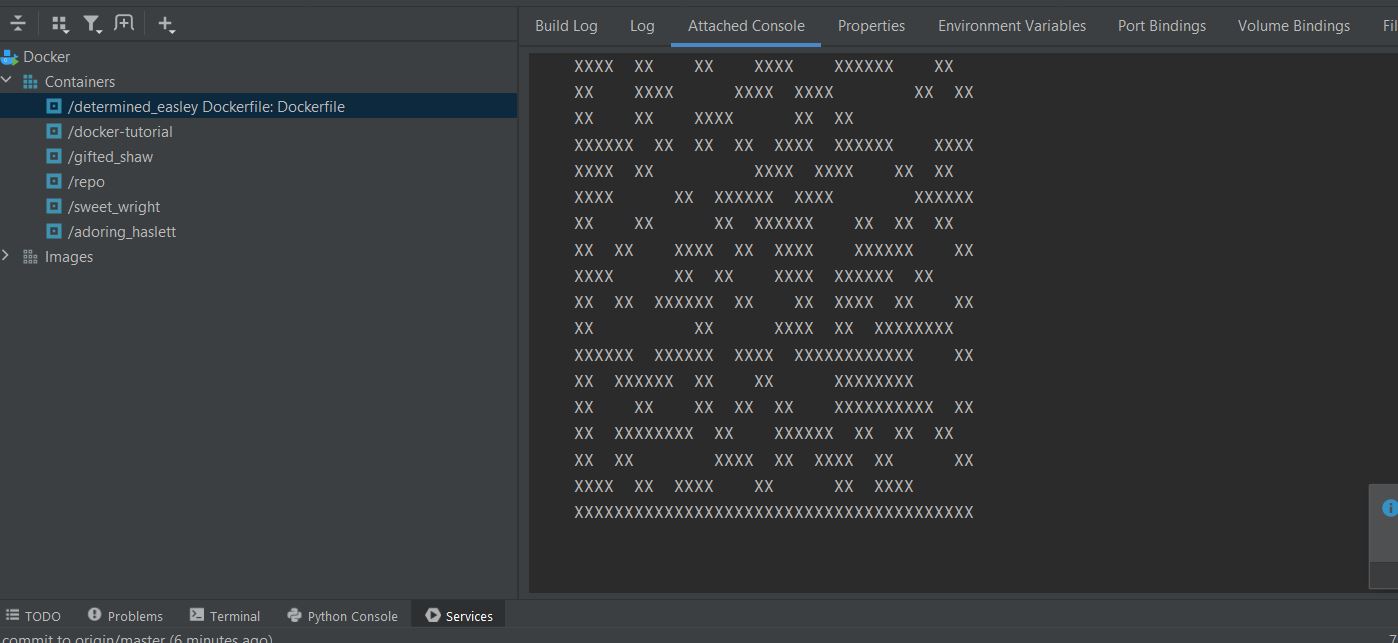 Build Log Log Attached Console Properties Environment Variables Port Bindings Volume Bindings Fil
Docker
Containers
/determined_easley Dockerfile: Dockerfile
/docker-tutorial
/gifted_shaw
/repo
/sweet_wright
/adoring_haslett
Images
XXXX  XX    XX    XXXX    XXXXXX    XX
XX    XXXX      XXXX  XXXX        XX  XX
XX    XX    XXXX      XX  XX
XXXXXX  XX  XX  XX  XXXX  XXXXXX    XXXX
XXXX  XX          XXXX  XXXX    XX  XX
XXXX      XX  XXXXXX  XXXX        XXXXXX
XX    XX      XX  XXXXXX    XX  XX  XX
XX  XX    XXXX  XX  XXXX    XXXXXX    XX
XXXX      XX  XX    XXXX  XXXXXX  XX
XX  XX  XXXXXX  XX    XX  XXXX  XX    XX
XX          XX      XXXX  XX  XXXXXXXX
XXXXXX  XXXXXX  XXXX  XXXXXXXXXXXX    XX
XX  XXXXXX  XX    XX      XXXXXXXX
XX    XX    XX  XX  XX    XXXXXXXXXX  XX
XX  XXXXXXXX  XX    XXXXXX  XX  XX  XX
XX  XX        XXXX  XX  XXXX  XX      XX
XXXX  XX  XXXX    XX      XX  XXXX
XXXXXXXXXXXXXXXXXXXXXXXXXXXXXXXXXXXXXXXX
TODO Problems Terminal Python Console Services
commit to origin/master (6 minutes ago) 7